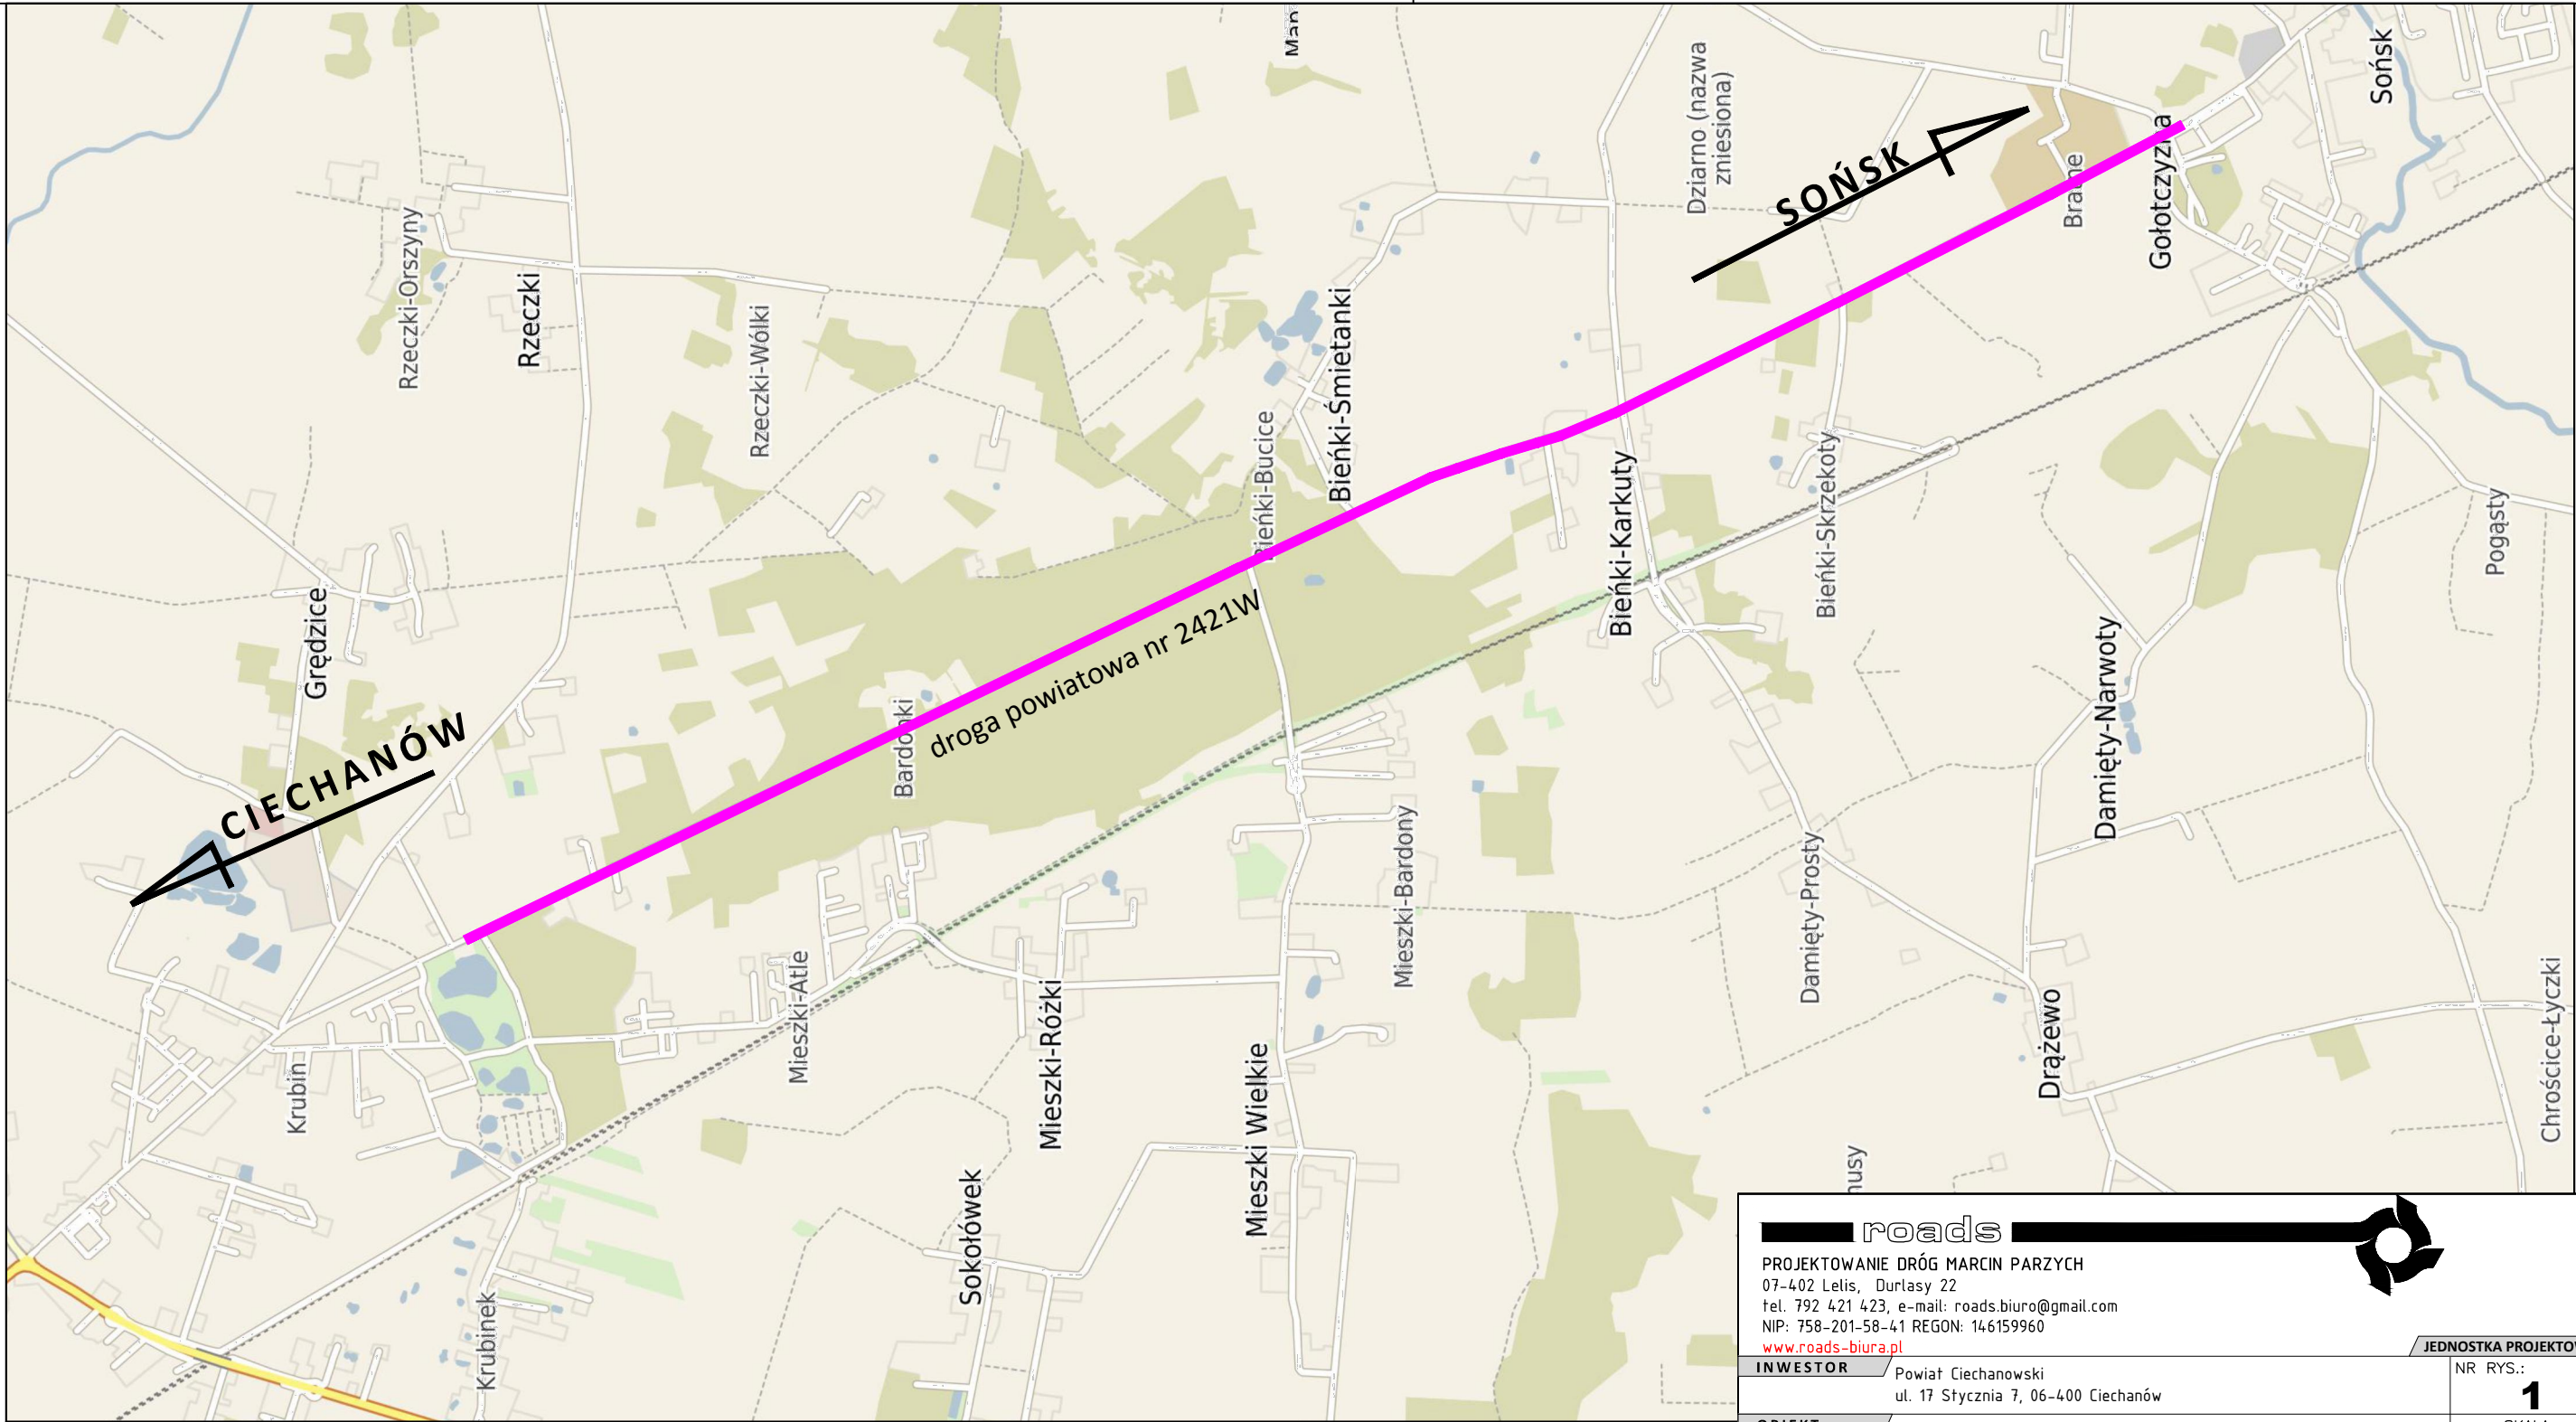 Sońsk
Dziarno (nazwa
zniesiona)
SOŃSK
Gołotczyzna
Rzeczki-Orszyny
Rzeczki
Rzeczki-Wólki
Bieńki-Śmietanki
Bieńki-Bucice
Bieńki-Karkuty
Bieńki-Skrzekoty
Pogąsty
Grędzice
droga powiatowa nr 2421W
CIECHANÓW
Damięty-Narwoty
Mieszki-Bardony
Damięty-Prosty
Mieszki-Atle
Mieszki-Różki
Krubin
Mieszki Wielkie
Drążewo
Chrościce-Łyczki
Sokołówek
Krubinek
roads
PROJEKTOWANIE DRÓG MARCIN PARZYCH
07-402 Lelis, Durlasy 22
tel. 792 421 423, e-mail: roads.biuro@gmail.com
NIP: 758-201-58-41 REGON: 146159960
www.roads-biura.pl
JEDNOSTKA PROJEKTO
INWESTOR
Powiat Ciechanowski
ul. 17 Stycznia 7, 06-400 Ciechanów
NR RYS.:
1